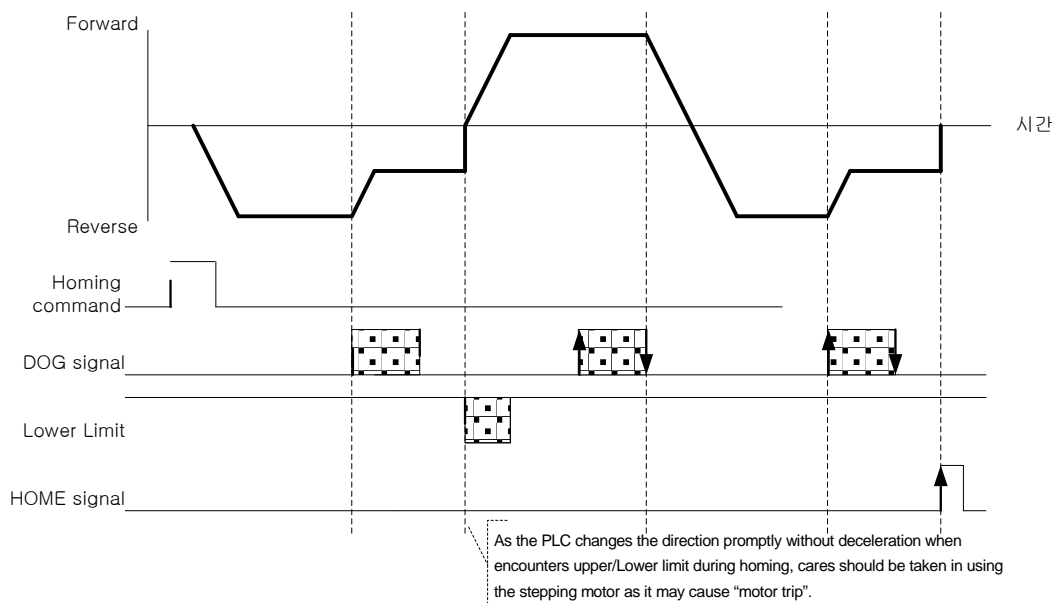 Forward
시간
Reverse
Homing
command
DOG signal
Lower Limit
HOME signal
As the PLC changes the direction promptly without deceleration when
encounters upper/Lower limit during homing, cares should be taken in using
the stepping motor as it may cause “motor trip”.